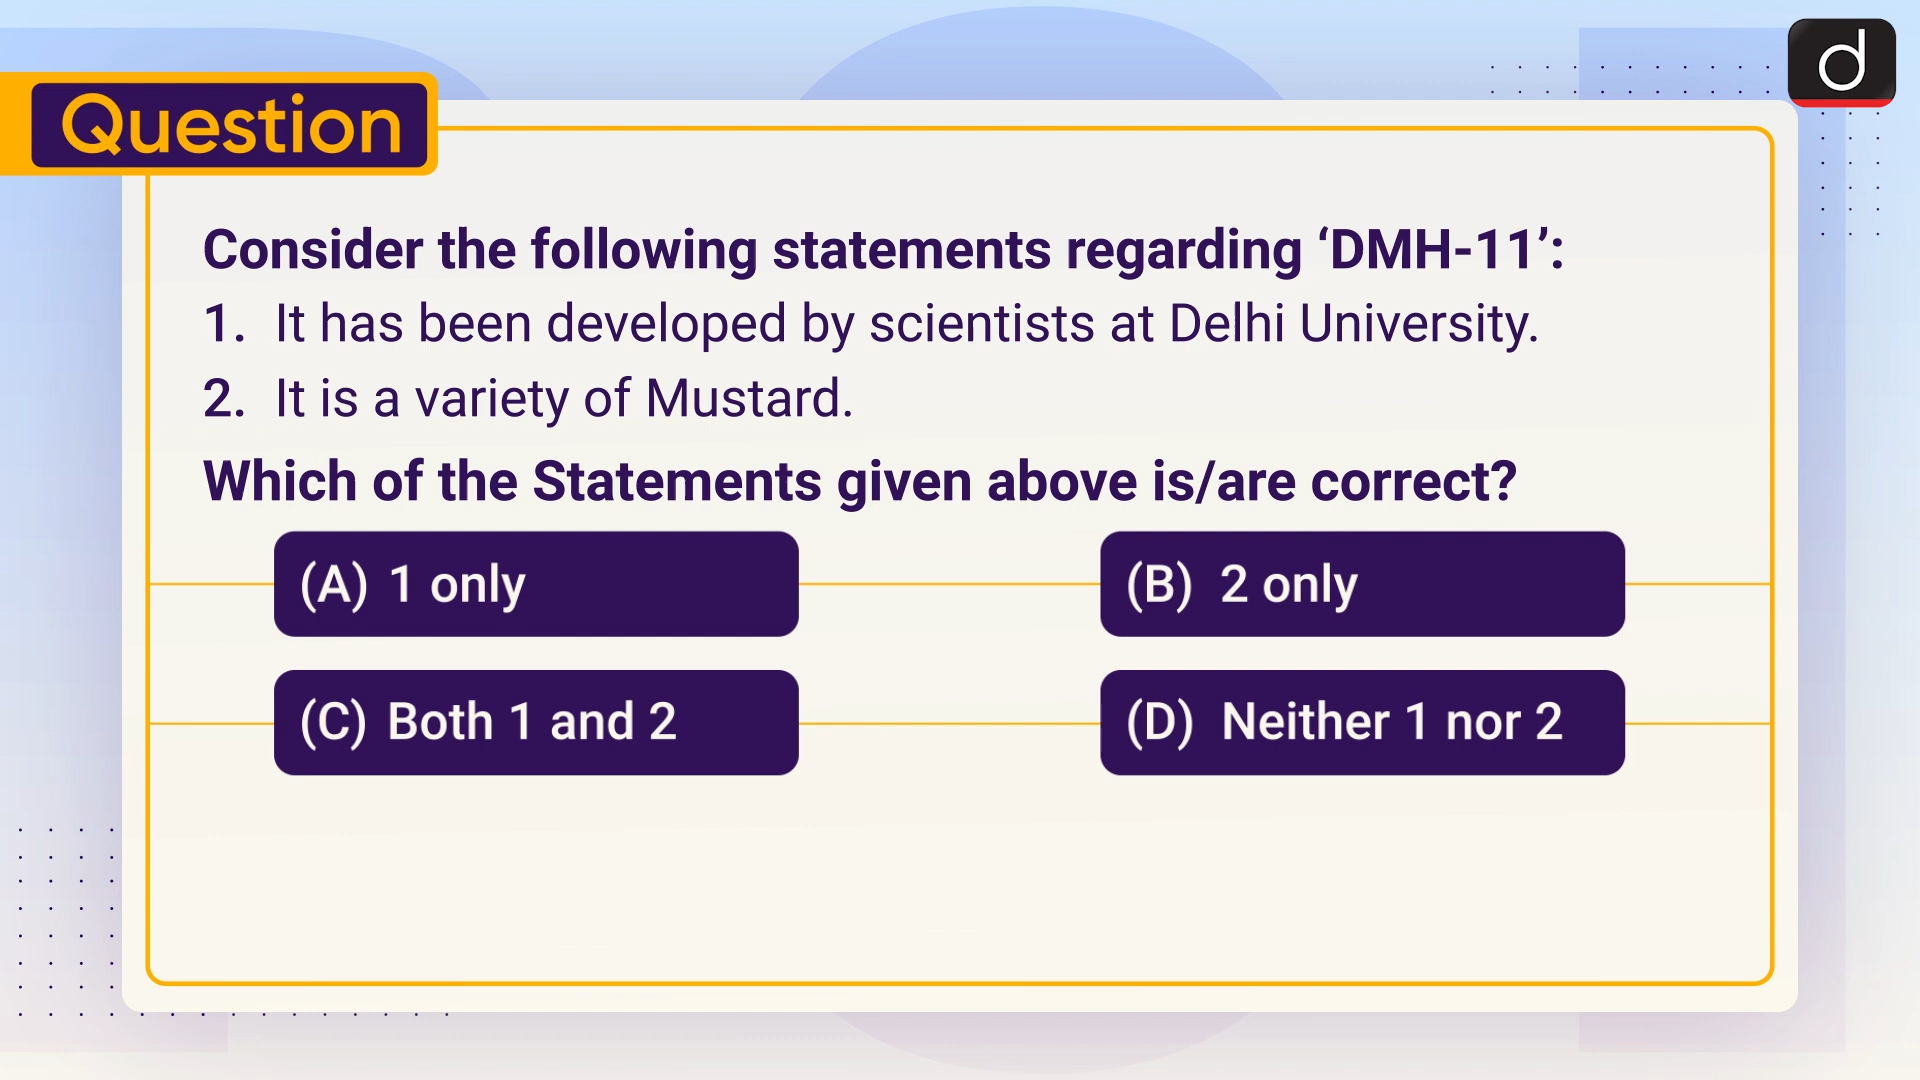 Question
Consider the following statements regarding ‘DMH-11’:
1. It has been developed by scientists at Delhi University.
2. It is a variety of Mustard.
Which of the Statements given above is/are correct?
(A) 1 only
(B) 2 only
(C) Both 1 and 2
(D) Neither 1 nor 2
d